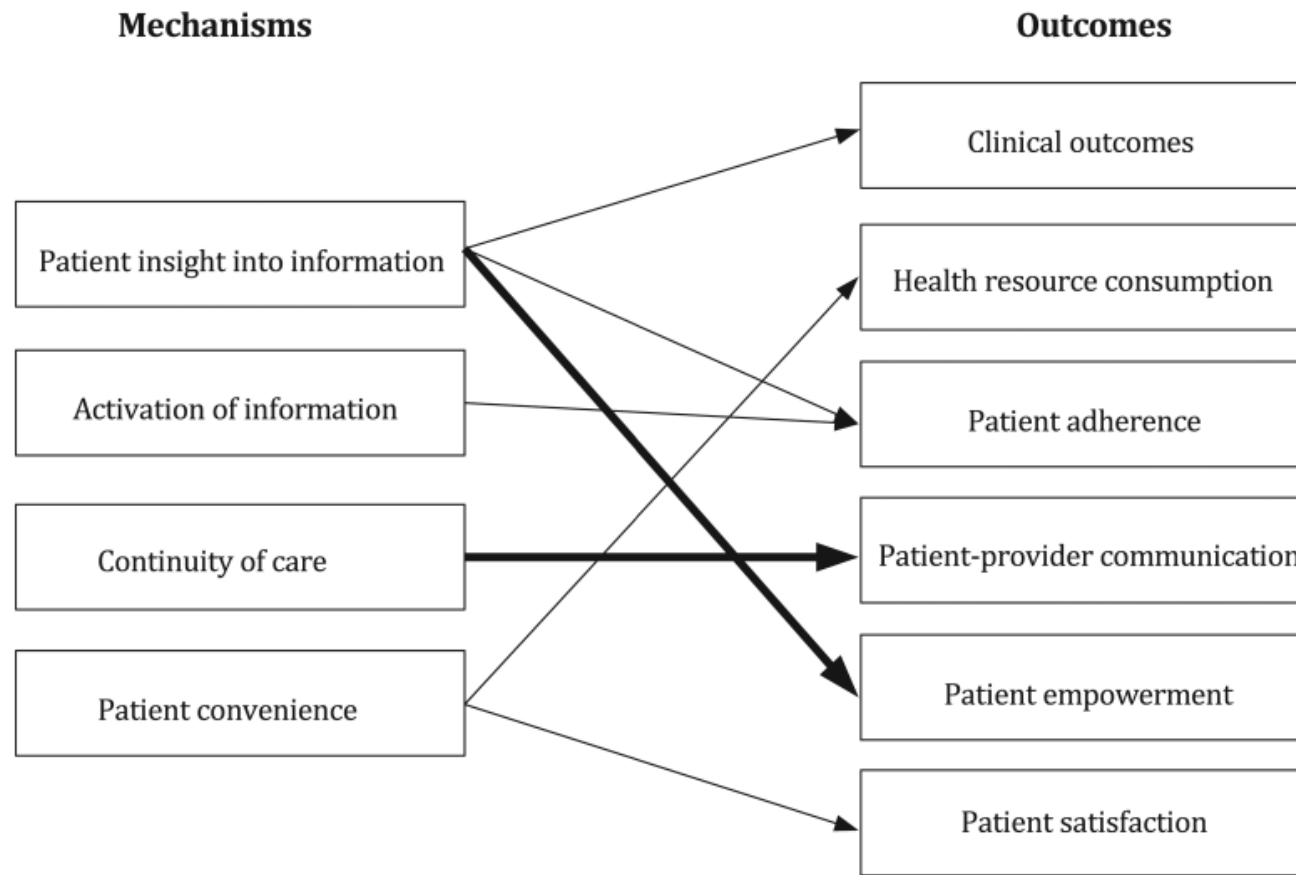 Mechanisms
Outcomes
Clinical outcomes
Patient insight into information
Health resource consumption
Activation of information
Patient adherence
Continuity of care
Patient-provider communication
Patient convenience
Patient empowerment
Patient satisfaction